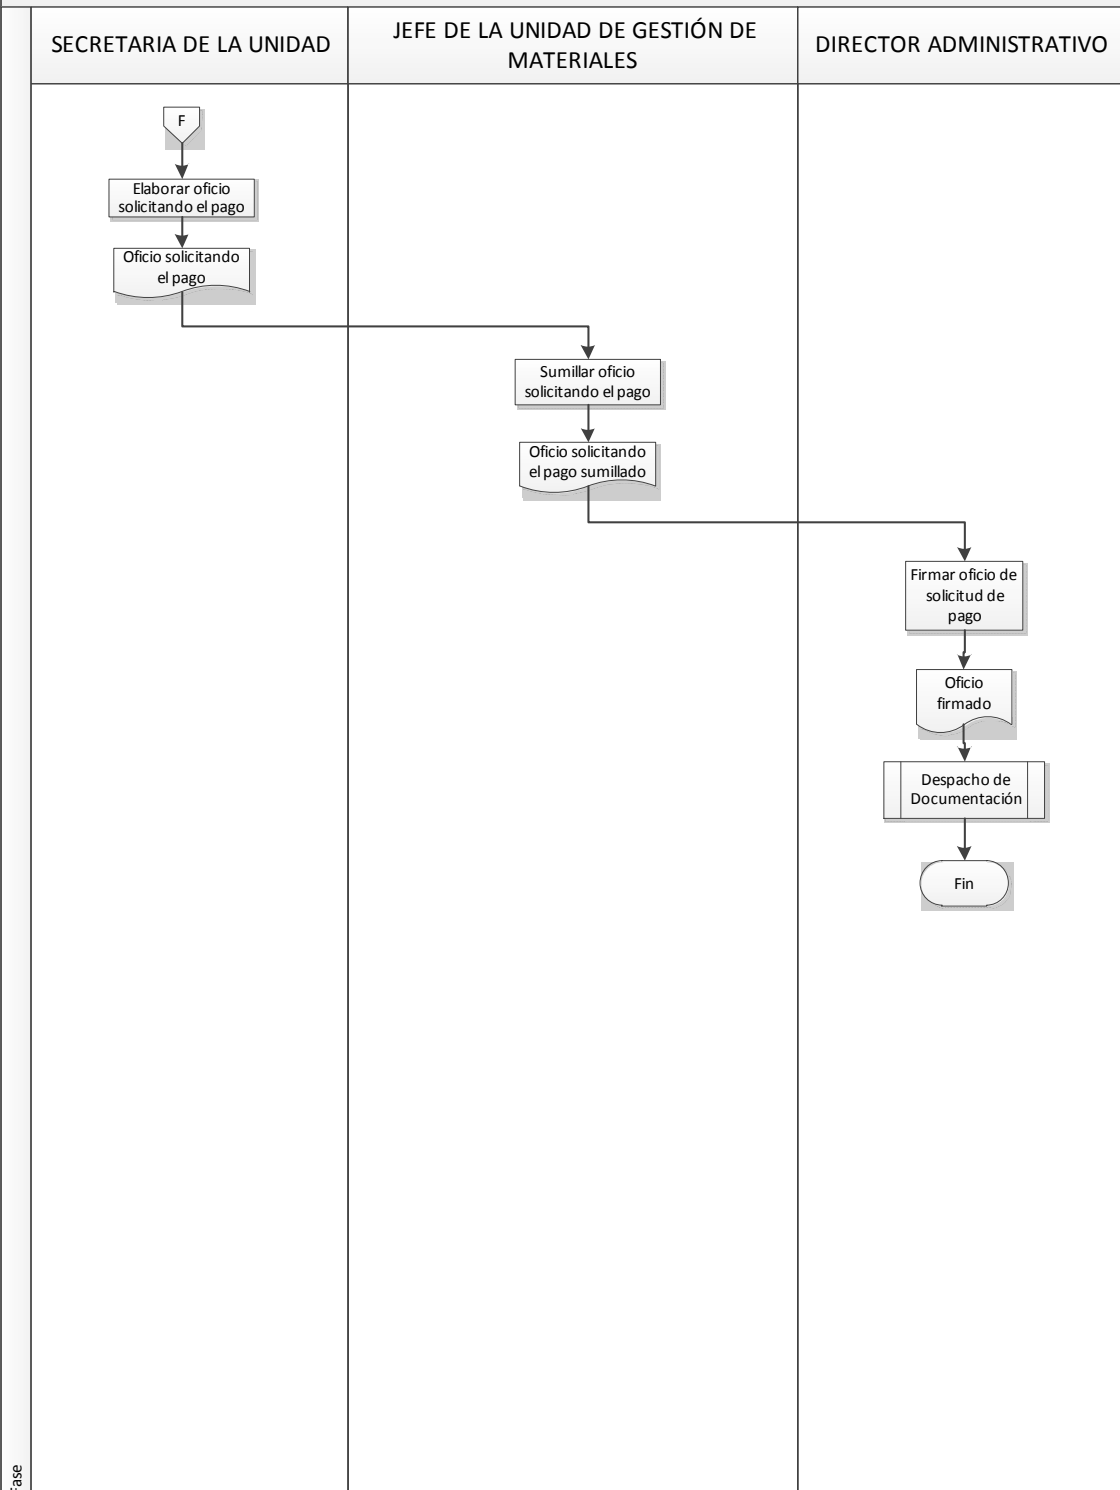 SECRETARIA DE LA UNIDAD
JEFE DE LA UNIDAD DE GESTIÓN DE
MATERIALES
DIRECTOR ADMINISTRATIVO
F
Elaborar oficio
solicitando el pago
Oficio solicitando
el pago
Sumillar oficio
solicitando el pago
Oficio solicitando
el pago sumillado
Firmar oficio de
solicitud de
pago
Oficio
firmado
Despacho de
Documentación
Fin
Fase